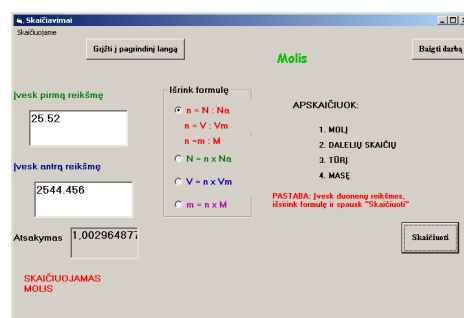 Skaičiavimai
Skaičiuojame
Grįžti į pagrindinį langą
Baigti darbą
Molis
Įvesk pirmą reikšmę
25.52
Įvesk antrą reikšmę
2544.456
Atsakymas 1,002964877
SKAIČIUOJAMAS
MOLIS
Išrink formulę
n = N : Na
n = V : Vm
n =m : M
N = n x Na
V = n x Vm
m = n x M
APSKAIČIUOK:
1. MOLĮ
2. DALELIŲ SKAIČIŲ
3. TŪRĮ
4. MASĘ
PASTABA: Įvesk duonenų reikšmes,
išsirink formulę ir spausk "Skaičiuoti"
Skaičiuoti